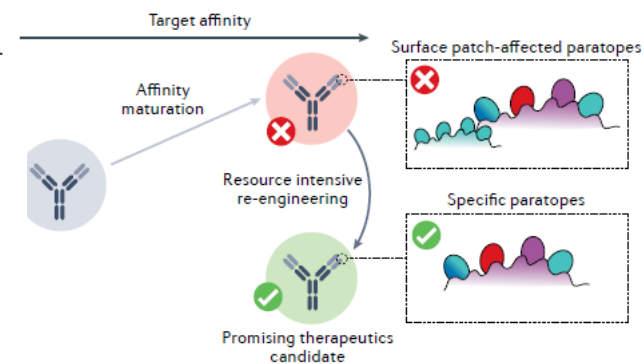 Target affinity
Surface patch-affected paratopes
Affinity
maturation
Resource intensive
re-engineering
Specific paratopes
Promising therapeutics
candidate